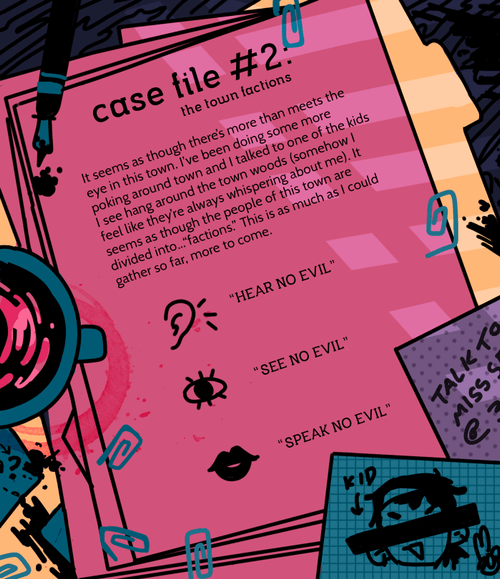 case file #2:
the town factions
It seems as though there's more than meets the
eye in this town. I've been doing some more
poking around town and I talked to one of the kids
I see hang around the town woods (somehow I
feel like they're always whispering about me). It
seems as though the people of this town are
divided into..."factions." This is as much as I could
gather so far, more to come.
"HEAR NO EVIL"
"SEE NO EVIL"
"SPEAK NO EVIL"
TALK TO
MISS
@
KID